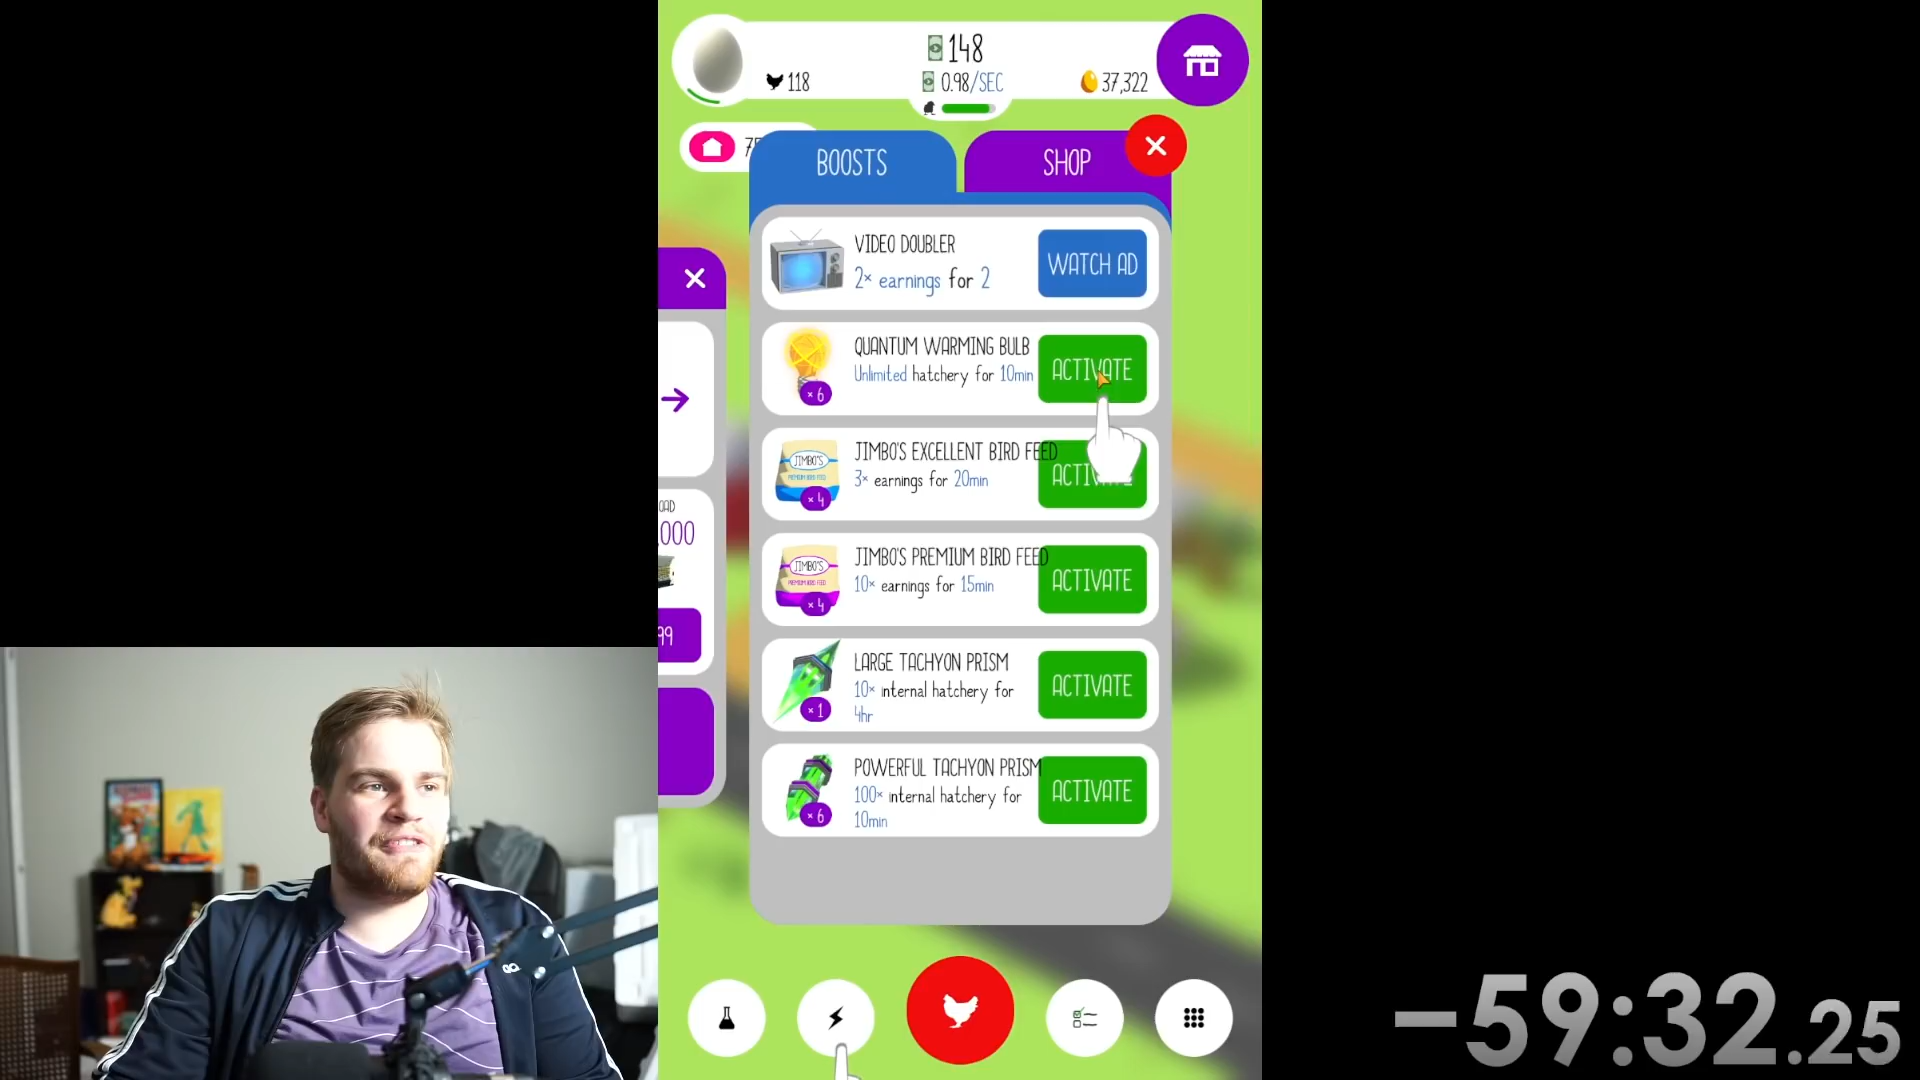 148
118
0.98/SEC
37,322
BOOSTS
SHOP
VIDEO DOUBLER
2× earnings for 2
WATCH AD
QUANTUM WARMING BULB
Unlimited hatchery for 10min
×6
ACTIVATE
JIMBO'S EXCELLENT BIRD FEED
3× earnings for 20min
JIMBO'S
×4
JIMBO'S PREMIUM BIRD FEED
10× earnings for 15min
JIMBO'S
×4
ACTIVATE
LARGE TACHYON PRISM
10× internal hatchery for
4hr
×1
ACTIVATE
POWERFUL TACHYON PRISM
100× internal hatchery for
10min
×6
ACTIVATE
000
99
-59:32.25